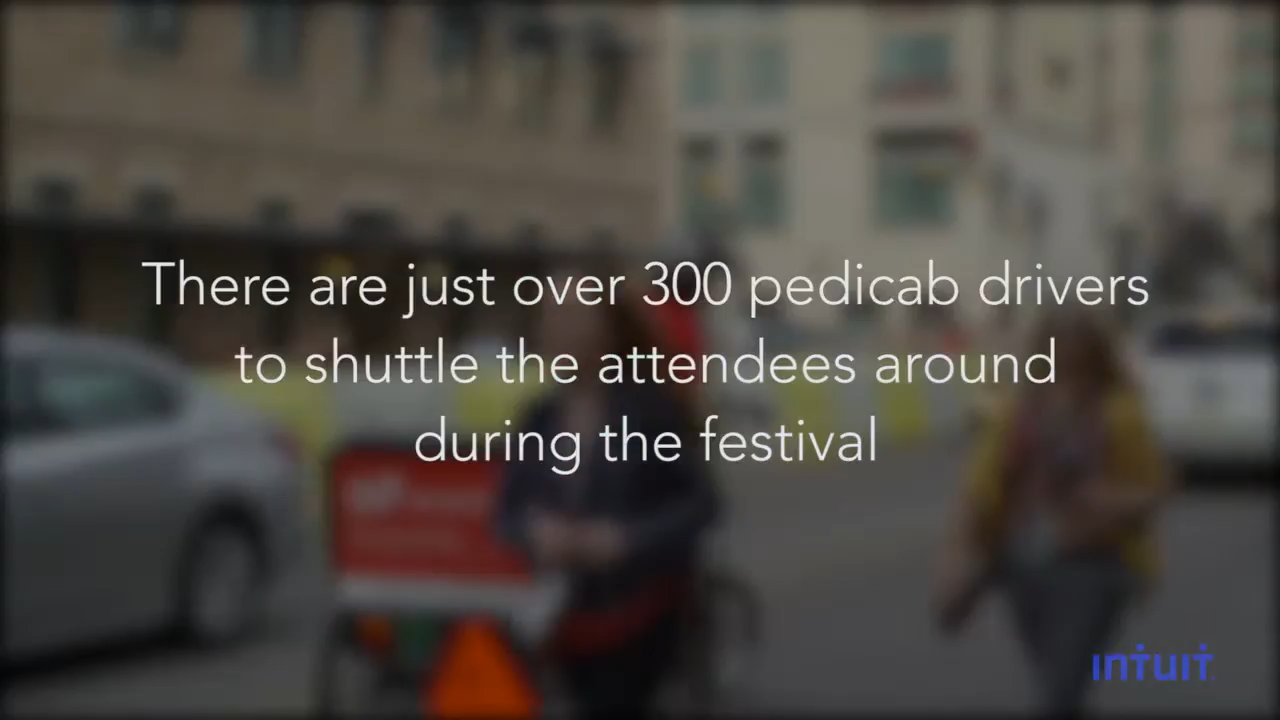 There are just over 300 pedicab drivers
to shuttle the attendees around
during the festival
intuit